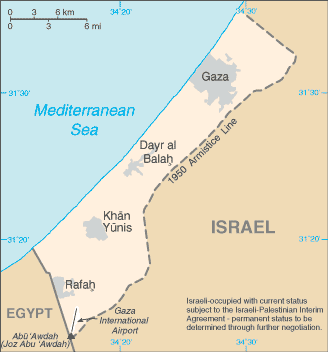 34 20
34 30
0 3 6 km
0 3 6 mi
31 30
31 30
Gaza
Mediterranean
Sea
Dayr al
Balaḩ
1950 Armistice Line
Khān
Yūnis
ISRAEL
31 20
31 20
Rafaḩ
Gaza
International
Airport
EGYPT
Abū 'Awdah
(Joz Abu 'Awdah)
Israeli-occupied with current status
subject to the Israeli-Palestinian Interim
Agreement - permanent status to be
determined through further negotiation.
34 20
34 30